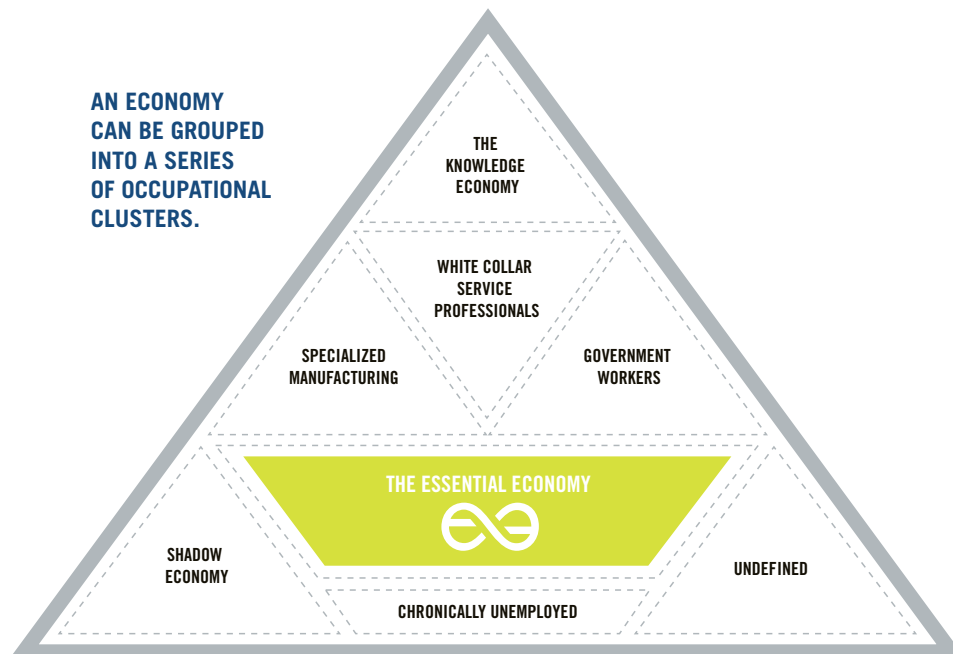 AN ECONOMY
CAN BE GROUPED
INTO A SERIES
OF OCCUPATIONAL
CLUSTERS.
THE
KNOWLEDGE
ECONOMY
WHITE COLLAR
SERVICE
PROFESSIONALS
SPECIALIZED
MANUFACTURING
GOVERNMENT
WORKERS
THE ESSENTIAL ECONOMY
SHADOW
ECONOMY
UNDEFINED
CHRONICALLY UNEMPLOYED